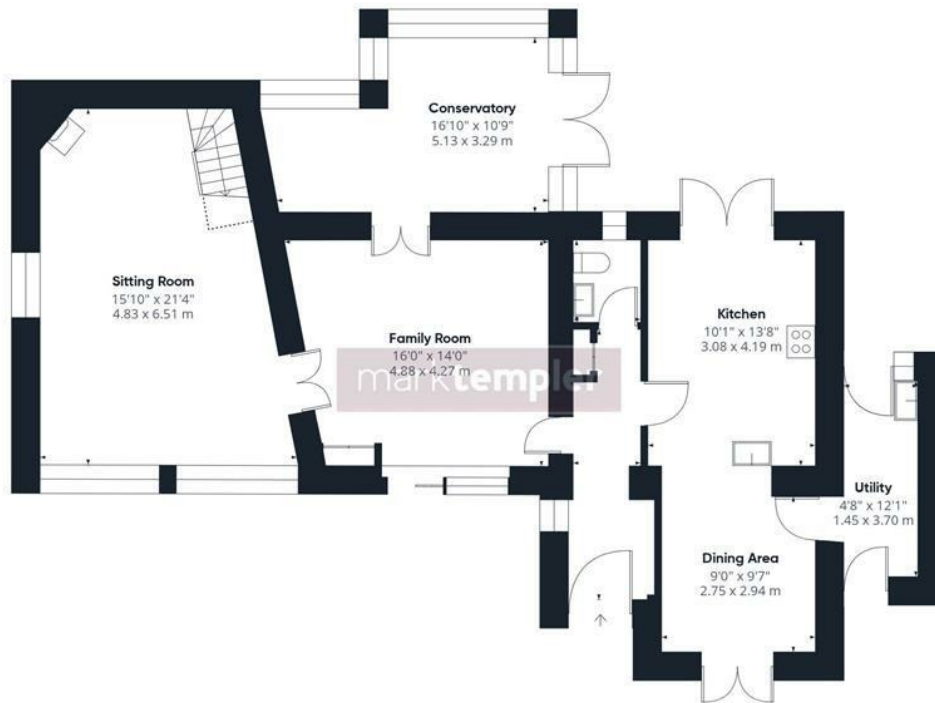 Conservatory
16'10" x 10'9"
5.13 x 3.29 m
Sitting Room
15'10" x 21'4"
4.83 x 6.51 m
Family Room
16'0" x 14'0"
4.88 x 4.27 m
marktempler
Kitchen
10'1" x 13'8"
3.08 x 4.19 m
Utility
4'8" x 12'1"
1.45 x 3.70 m
Dining Area
9'0" x 9'7"
2.75 x 2.94 m